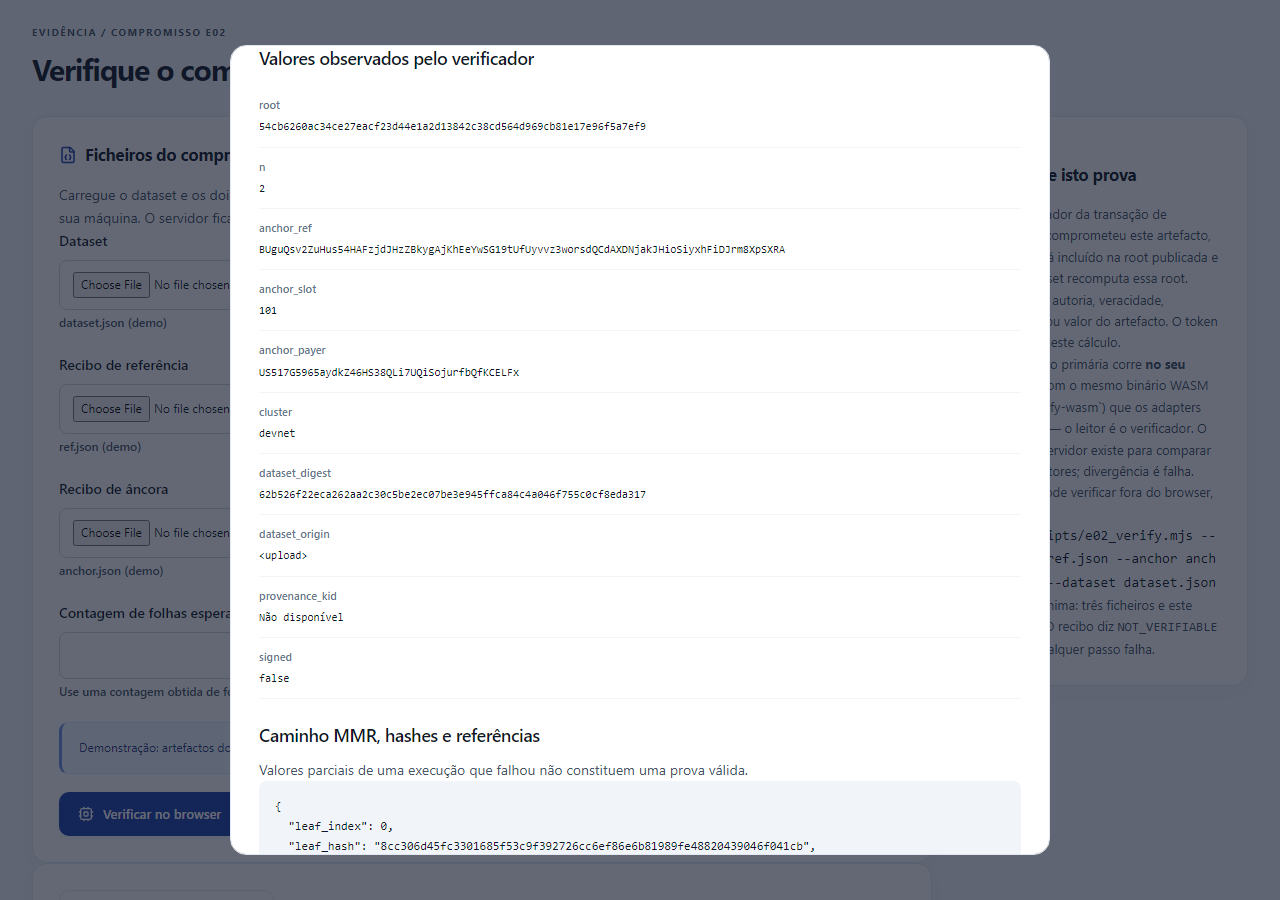 EVIDÊNCIA / COMPROMISSO E02
Verifique o com
Ficheiros do compr
Carregue o dataset e os doi
sua máquina. O servidor fica
Dataset
Choose File No file chosen
dataset.json (demo)
Recibo de referência
Choose File No file chosen
ref.json (demo)
Recibo de âncora
Choose File No file chosen
anchor.json (demo)
Contagem de folhas espera
Use uma contagem obtida de fo
Demonstração: artefactos do
Verificar no browser
Valores observados pelo verificador
root
54cb6260ac34ce27eacf23d44e1a2d13842c38cd564d969cb81e17e96f5a7ef9
n
2
anchor_ref
BUguQsv2ZuHus54HAFzjdJHzZBkygAjKhEeYwSG19tUfUyvvz3worsdQCdAXDNjakJHioSiyxhFiDJrm8XpSXRA
anchor_slot
101
anchor_payer
US517G5965aydkZ46HS38QLi7UQiSojurfbQfKCELFx
cluster
devnet
dataset_digest
62b526f22eca262aa2c30c5be2ec07be3e945ffca84c4a046f755c0cf8eda317
dataset_origin
<upload>
provenance_kid
Não disponível
signed
false
Caminho MMR, hashes e referências
Valores parciais de uma execução que falhou não constituem uma prova válida.
{
"leaf_index": 0,
"leaf_hash": "8cc306d45fc3301685f53c9f392726cc6ef86e6b81989fe48820439046f041cb",
e isto prova
dor da transação de
comprometeu este artefacto,
á incluído na root publicada e
set recomputa essa root.
autoria, veracidade,
ou valor do artefacto. O token
este cálculo.
o primária corre no seu
om o mesmo binário WASM
fy-wasm`) que os adapters
— o leitor é o verificador. O
ervidor existe para comparar
tores; divergência é falha.
de verificar fora do browser,
ipts/e02_verify.mjs --
ref.json --anchor anch
--dataset dataset.json
nima: três ficheiros e este
O recibo diz NOT_VERIFIABLE
alquer passo falha.